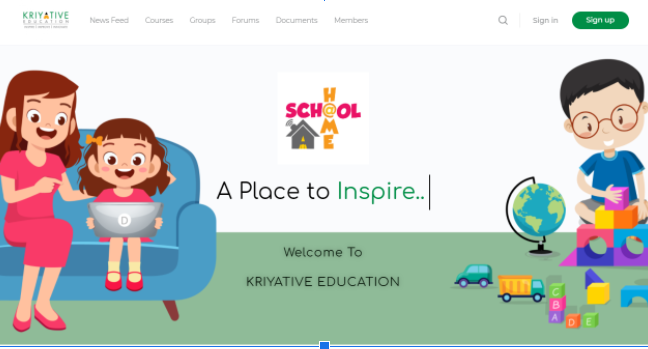 KRIYATIVE
EDUCATION
News Feed Courses Groups Forums Documents Members
Sign in Sign up
SCH@OL
H@ME
A
A Place to Inspire..
D
Welcome To
KRIYATIVE EDUCATION
C
B
A D E